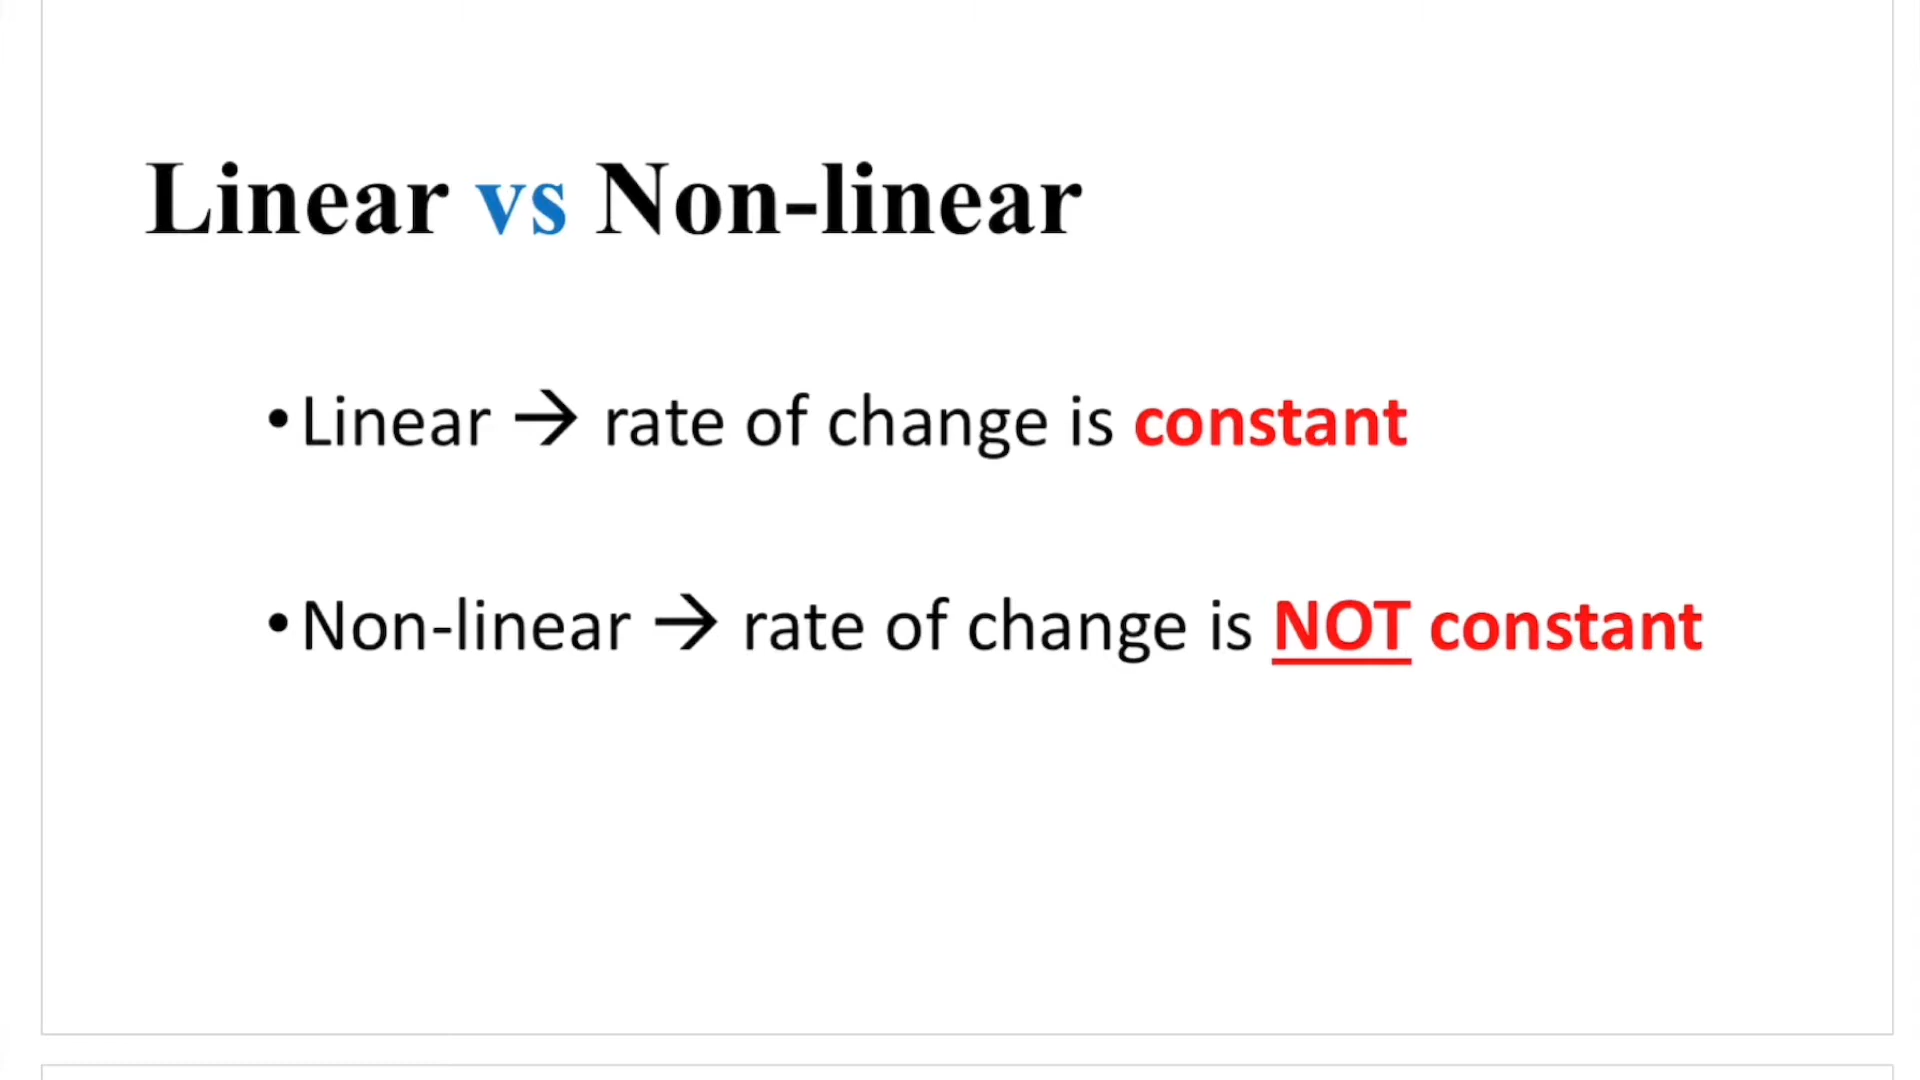 Linear vs Non-linear
•Linear → rate of change is constant
•Non-linear → rate of change is NOT constant